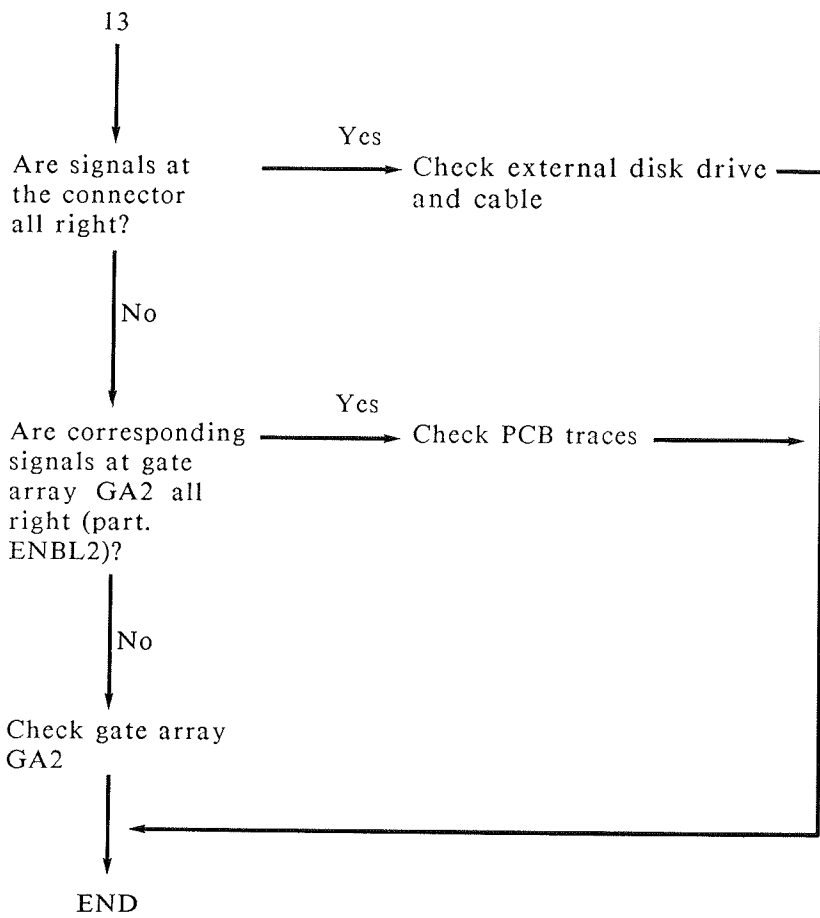 13
Yes
Are signals at
the connector
all right?
Check external disk drive
and cable
No
Yes
Are corresponding
signals at gate
array GA2 all
right (part.
ENBL2)?
Check PCB traces
No
Check gate array
GA2
END